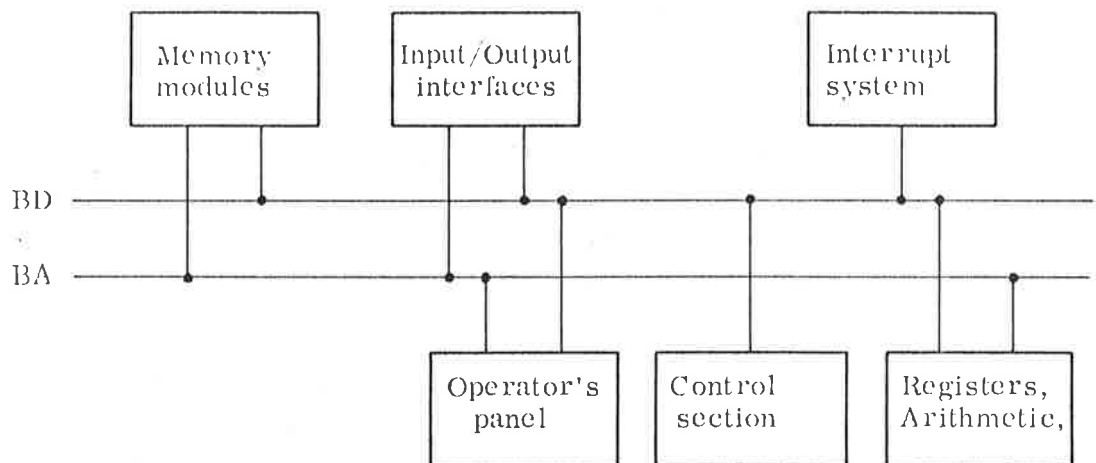 Memory
modules
Input/Output
interfaces
Interrupt
system
BD
BA
Operator's
panel
Control
section
Registers,
Arithmetic,